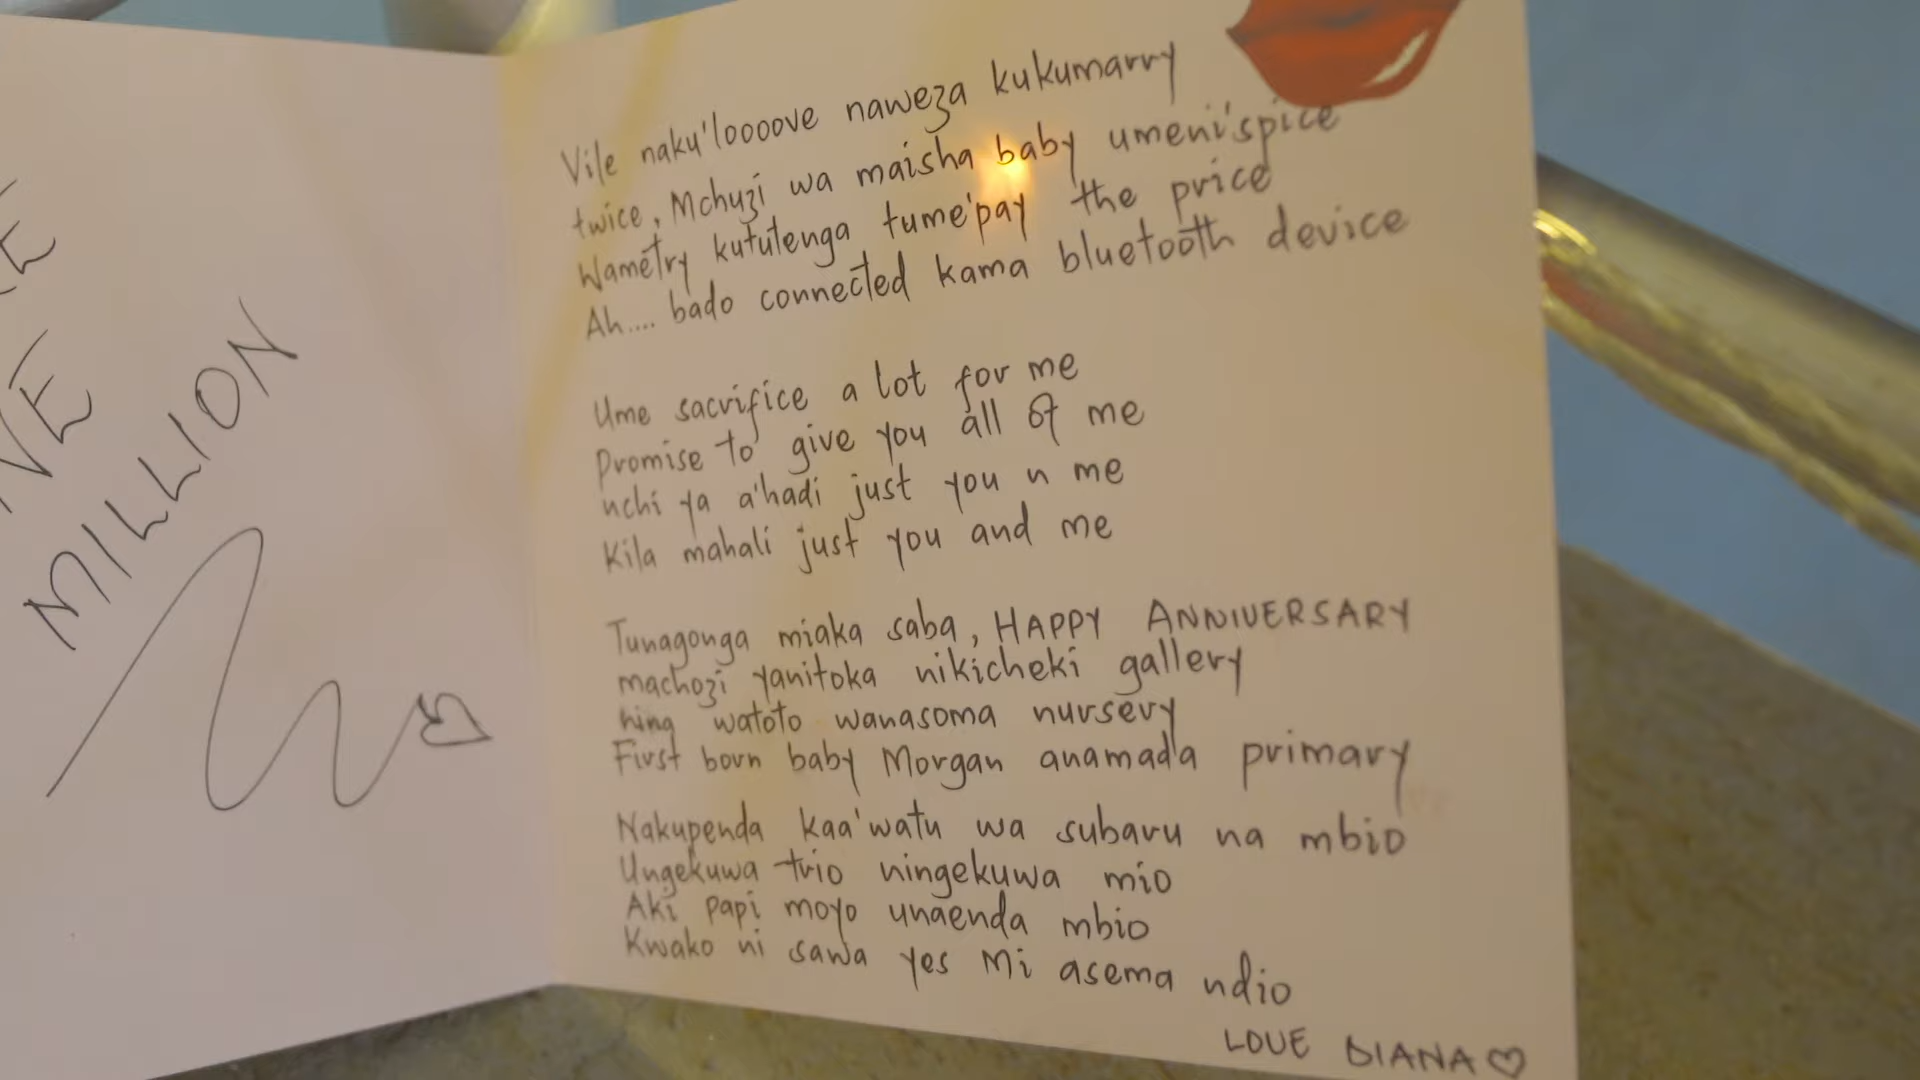 E
VE
MILLION
Vile naku'loooove naweza kukumarry
twice, Mchuzi wa maisha baby umeni'spice
Wametry kututenga tume'pay the price
Ah.... bado connected kama bluetooth device
Ume sacrifice a lot for me
Promise to give you all of me
nchi ya a'hadi just you n me
Kila mahali just you and me
Tunagonga miaka saba, HAPPY ANNIVERSARY
machozi yanitoka nikicheki gallery
hing watoto wanasoma nursery
First born baby Morgan anamada primary
Nakupenda kaa'watu wa subaru na mbio
Ungekuwa trio ningekuwa mio
Aki papi moyo unaenda mbio
Kwako ni sawa yes Mi asema ndio
LOVE DIANA